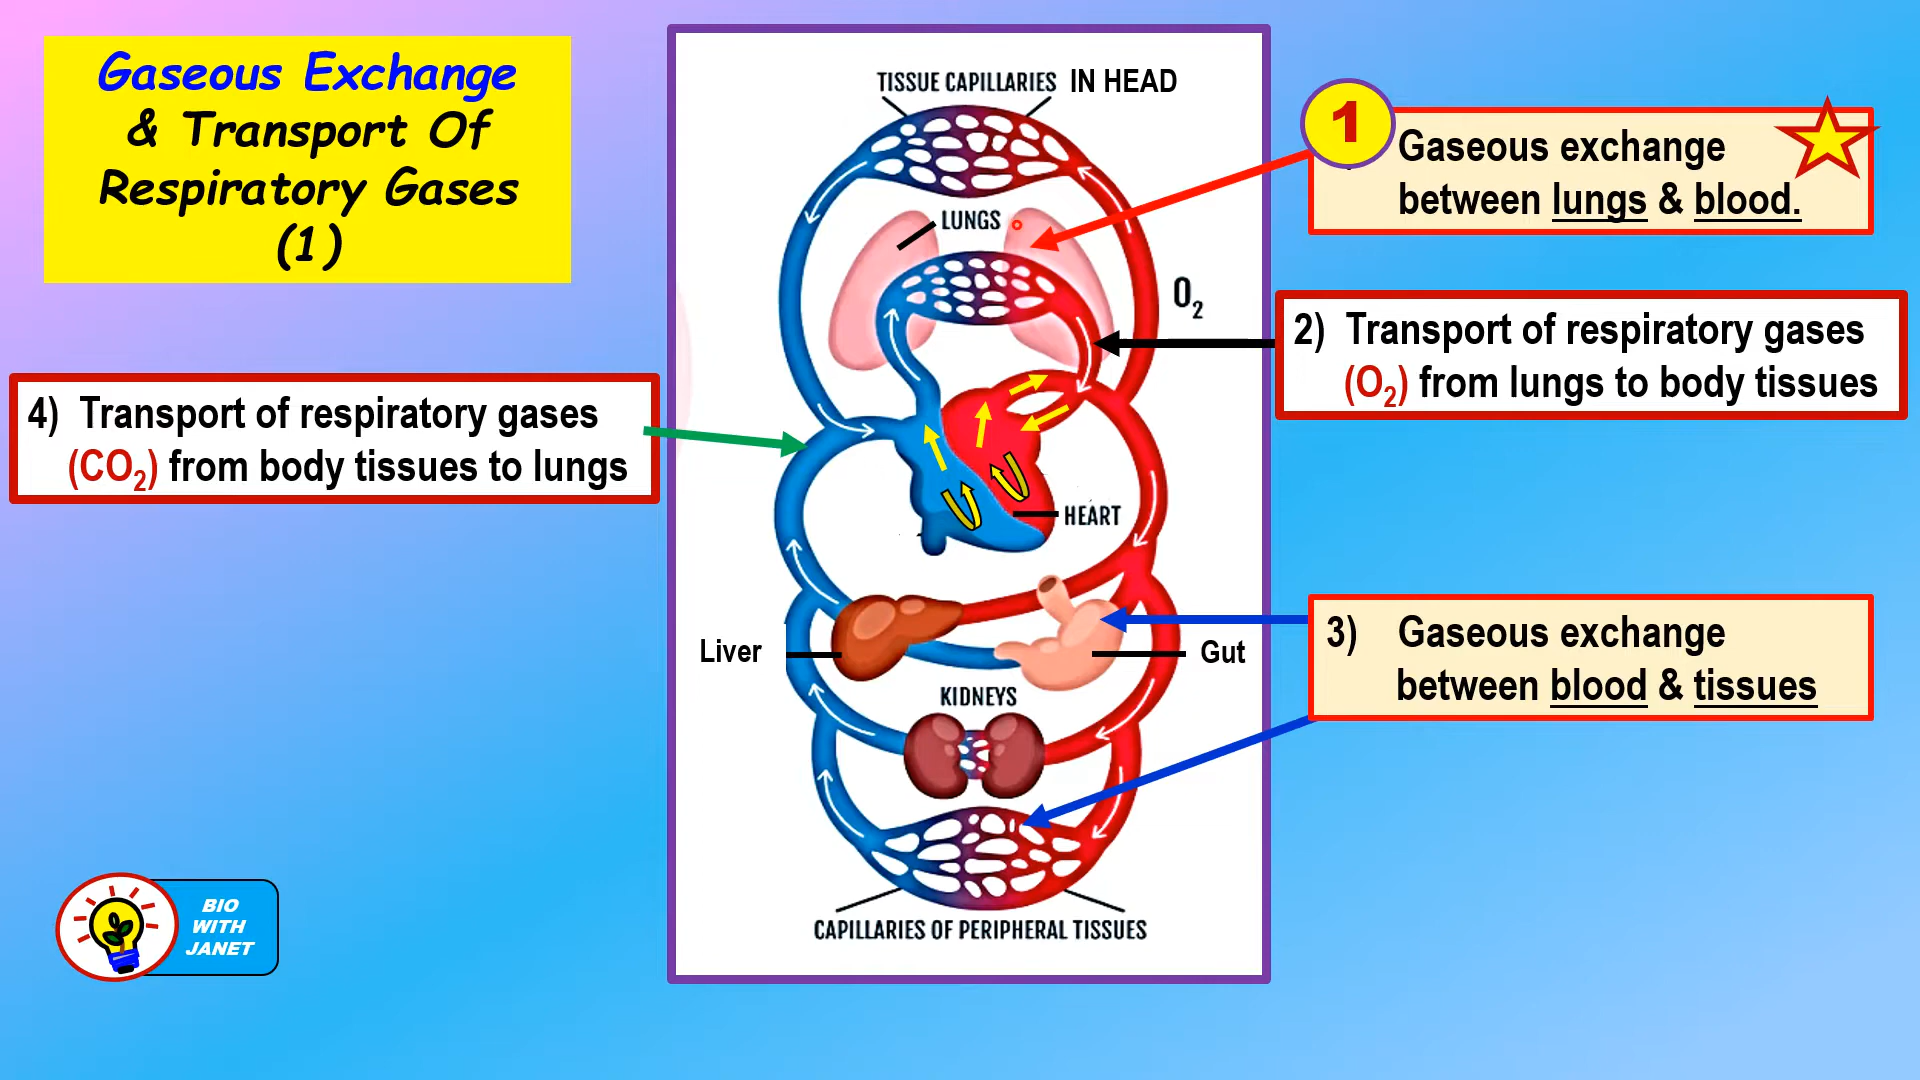 Gaseous Exchange
& Transport Of
Respiratory Gases
(1)
TISSUE CAPILLARIES IN HEAD
LUNGS
O₂
HEART
Liver
Gut
KIDNEYS
CAPILLARIES OF PERIPHERAL TISSUES
1
Gaseous exchange
between lungs & blood.
2) Transport of respiratory gases
(O₂) from lungs to body tissues
3) Gaseous exchange
between blood & tissues
4) Transport of respiratory gases
(CO₂) from body tissues to lungs
BIO
WITH
JANET